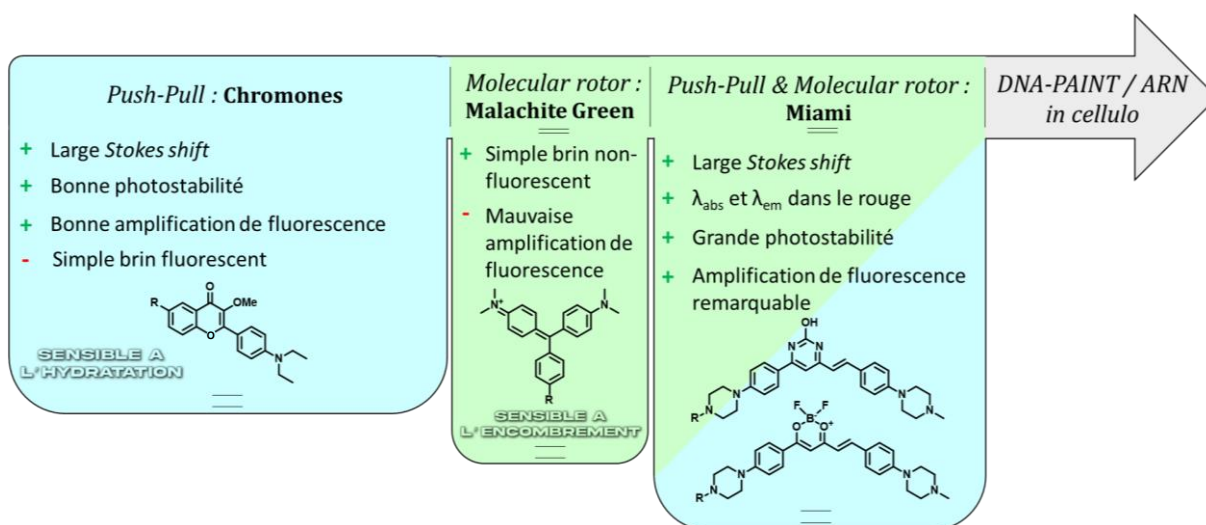 Push-Pull : Chromones
+ Large Stokes shift
+ Bonne photostabilité
+ Bonne amplification de fluorescence
- Simple brin fluorescent
O
R
OMe
O
N
SENSIBLE A
L'HYDRATATION
Molecular rotor :
Malachite Green
+ Simple brin non-
fluorescent
- Mauvaise
amplification de
fluorescence
N+
N
R
SENSIBLE A
L'ENCOMBREMENT
Push-Pull & Molecular rotor :
Miami
+ Large Stokes shift
+ λabs et λem dans le rouge
+ Grande photostabilité
+ Amplification de fluorescence
remarquable
OH
N N
N N
R-N N
F F
B-
O O+
N N
R-N N
DNA-PAINT / ARN
in cellulo